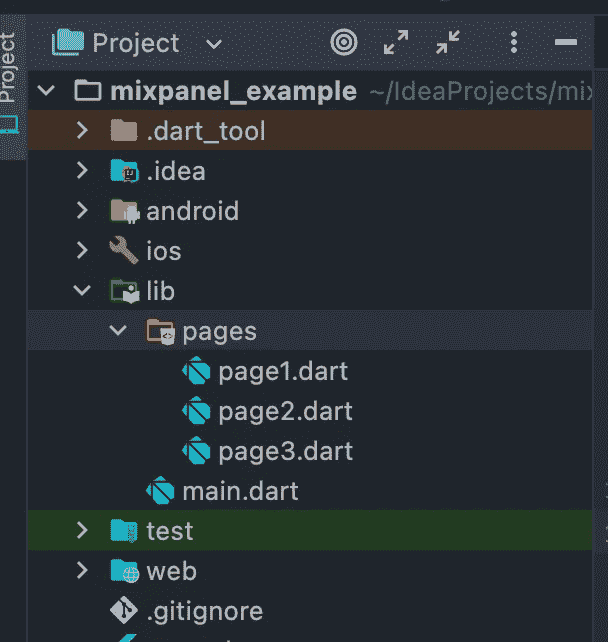 Project
Project
mixpanel_example ~/IdeaProjects/mix
.dart_tool
.idea
android
ios
lib
pages
page1.dart
page2.dart
page3.dart
main.dart
test
web
.gitignore